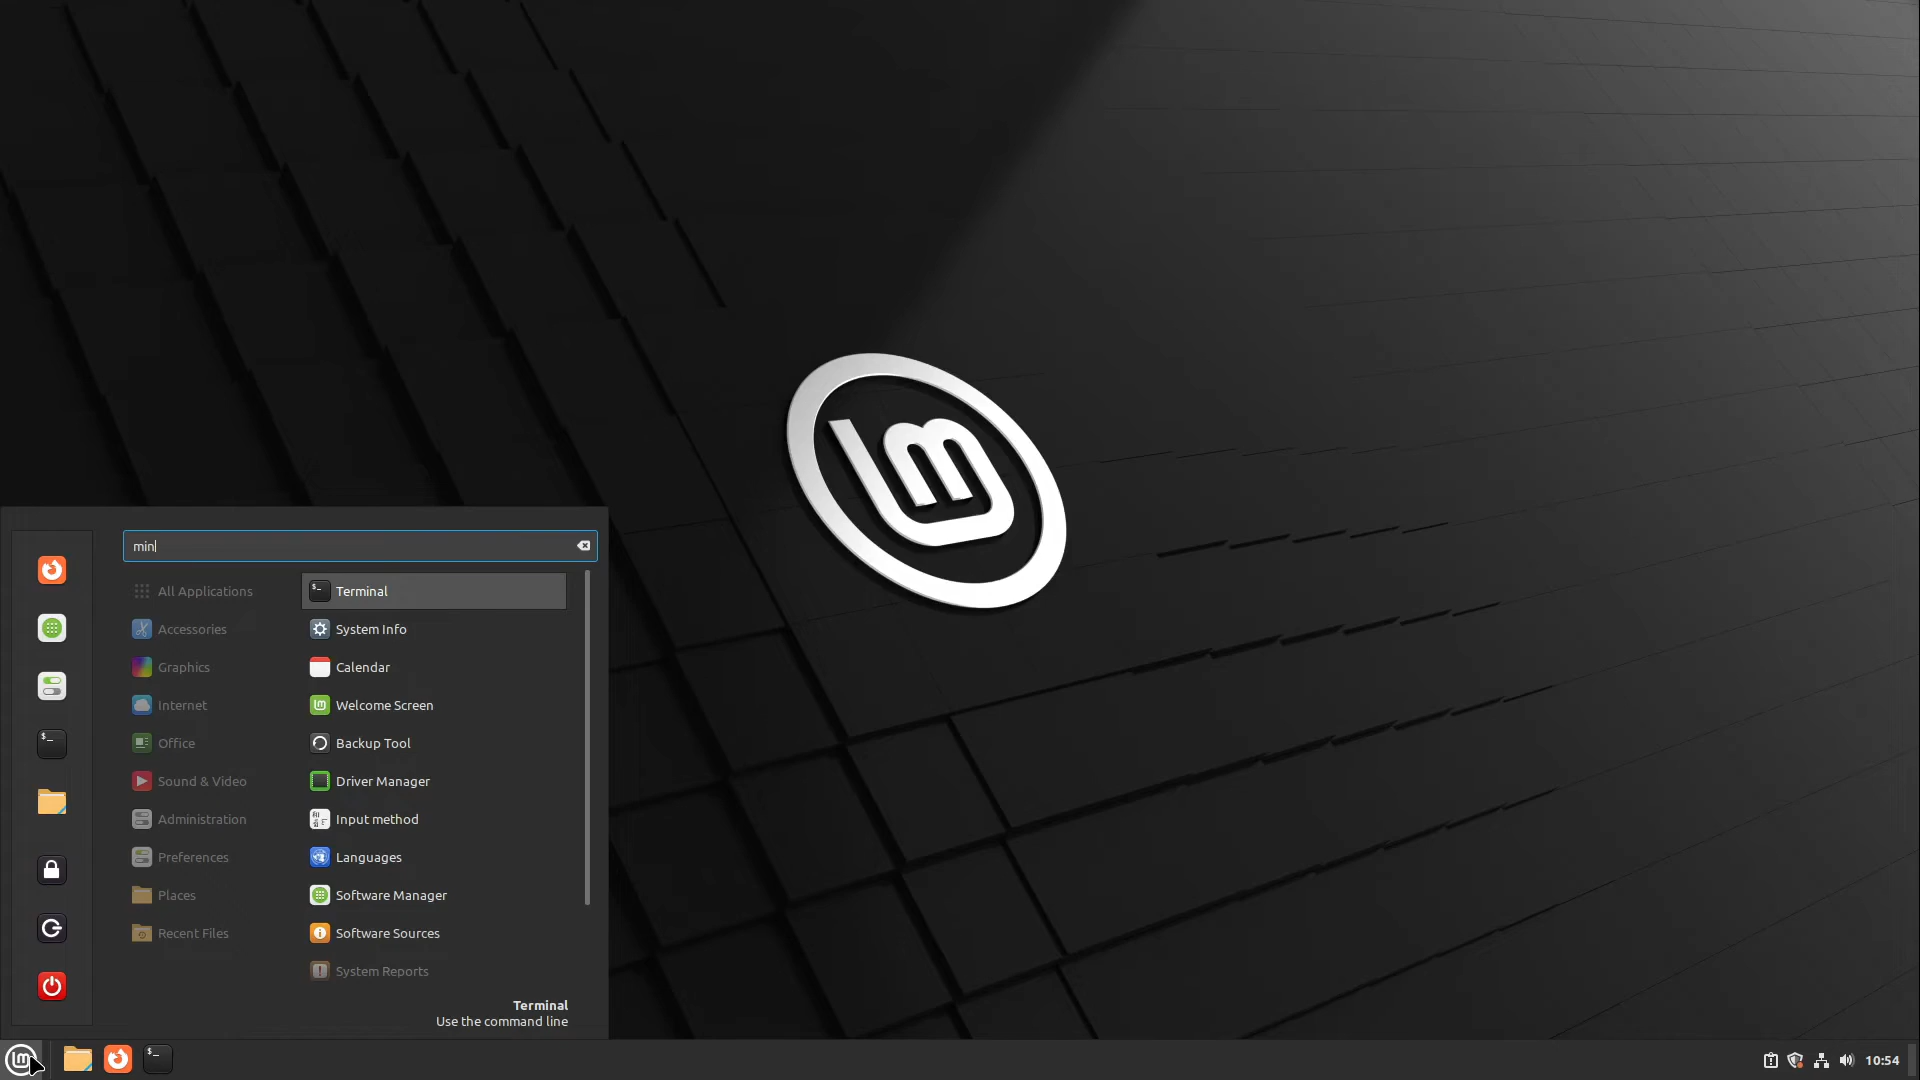 min
All Applications
Accessories
Graphics
Internet
Office
Sound & Video
Administration
Preferences
Places
Recent Files
Terminal
System Info
Calendar
Welcome Screen
Backup Tool
Driver Manager
Input method
Languages
Software Manager
Software Sources
System Reports
Terminal
Use the command line
10:54